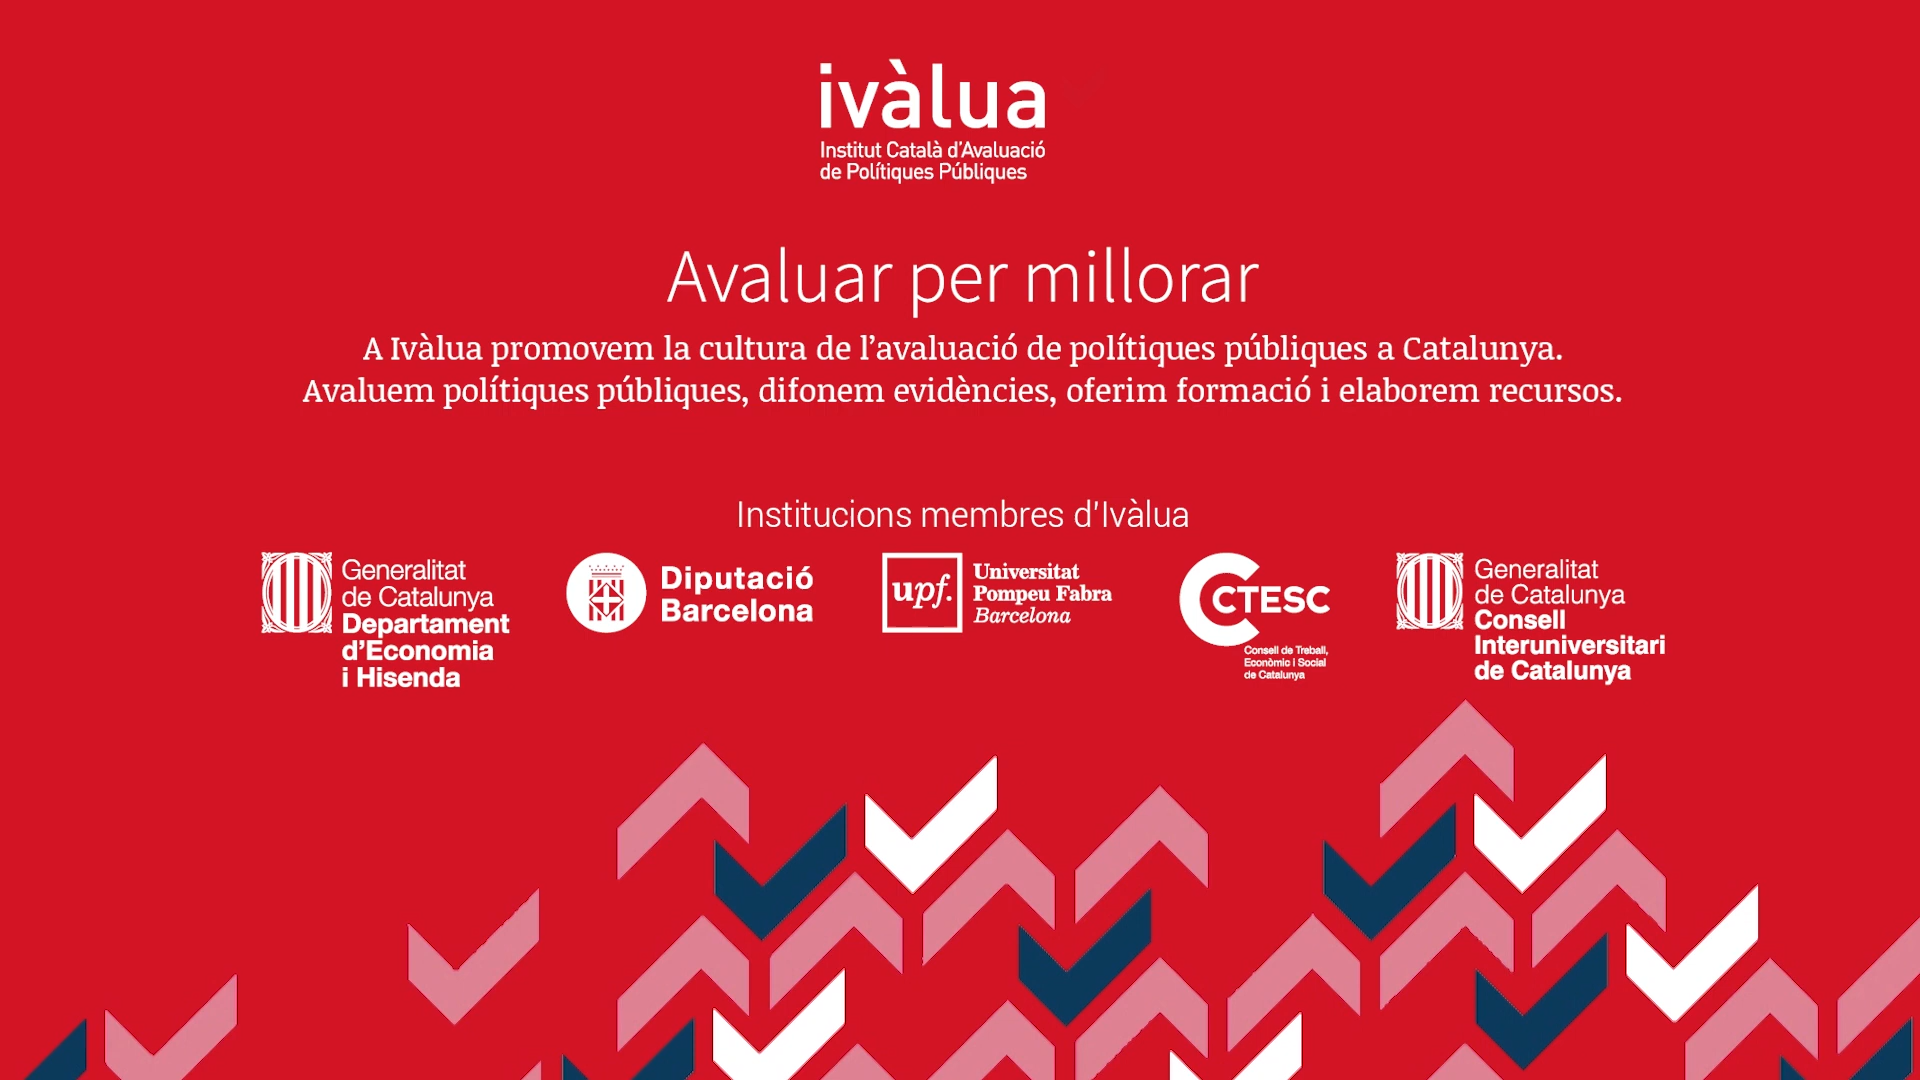 ivàlua
Institut Català d'Avaluació
de Polítiques Públiques
Avaluar per millorar
A Ivàlua promovem la cultura de l’avaluació de polítiques públiques a Catalunya.
Avaluem polítiques públiques, difonem evidències, oferim formació i elaborem recursos.
Institucions membres d'Ivàlua
Generalitat
de Catalunya
Departament
d’Economia
i Hisenda
Diputació
Barcelona
upf.
Universitat
Pompeu Fabra
Barcelona
CTESC
Consell de Treball,
Econòmic i Social
de Catalunya
Generalitat
de Catalunya
Consell
Interuniversitari
de Catalunya